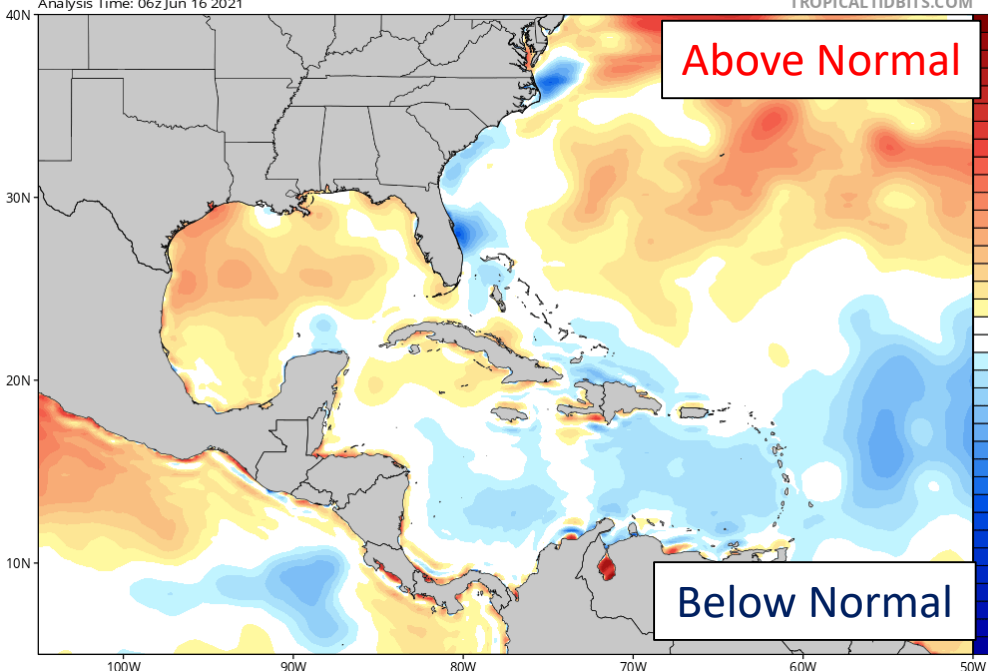 Analysis Time: 06z Jun 16 2021
TROPICALTIDBITS.COM
40N
Above Normal
30N
20N
10N
Below Normal
100W 90W 80W 70W 60W 50W